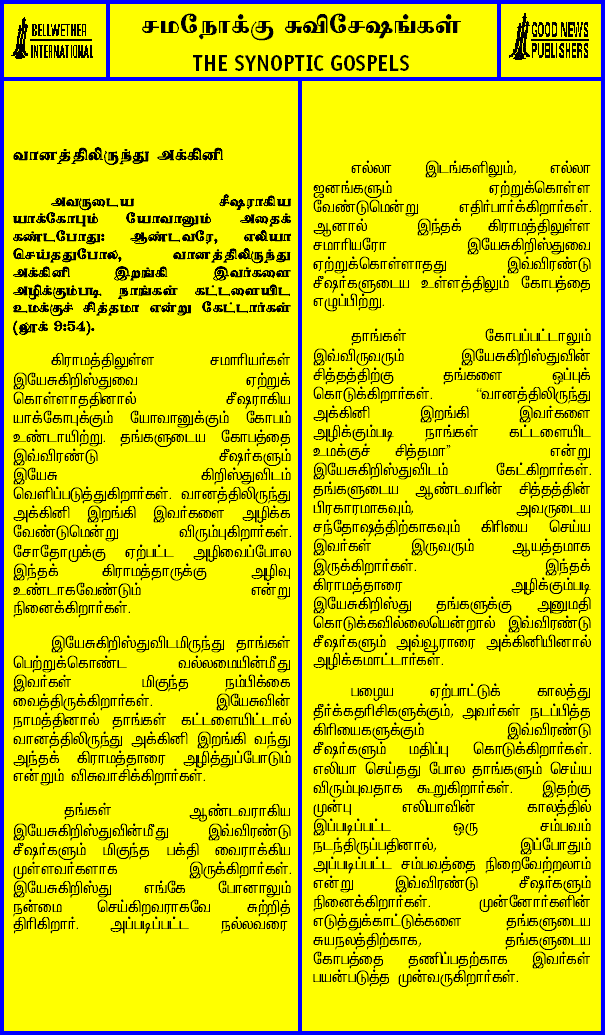 BELLWETHER
INTERNATIONAL
சமநோக்கு சுவிசேஷங்கள்
THE SYNOPTIC GOSPELS
GOOD NEWS
PUBLISHERS
வானத்திலிருந்து அக்கினி
அவருடைய சீஷராகிய
யாக்கோபும் யோவானும் அதைக்
கண்டபோது: ஆண்டவரே, எலியா
செய்ததுபோல, வானத்திலிருந்து
அக்கினி இறங்கி இவர்களை
அழிக்கும்படி நாங்கள் கட்டளையிட
உமக்குச் சித்தமா என்று கேட்டார்கள்
(லூக் 9:54).
கிராமத்திலுள்ள சமாரியர்கள்
இயேசுகிறிஸ்துவை ஏற்றுக்
கொள்ளாததினால் சீஷராகிய
யாக்கோபுக்கும் யோவானுக்கும் கோபம்
உண்டாயிற்று. தங்களுடைய கோபத்தை
இவ்விரண்டு சீஷர்களும்
இயேசு கிறிஸ்துவிடம்
வெளிப்படுத்துகிறார்கள். வானத்திலிருந்து
அக்கினி இறங்கி இவர்களை அழிக்க
வேண்டுமென்று விரும்புகிறார்கள்.
சோதோமுக்கு ஏற்பட்ட அழிவைப்போல
இந்தக் கிராமத்தாருக்கு அழிவு
உண்டாகவேண்டும் என்று
நினைக்கிறார்கள்.
இயேசுகிறிஸ்துவிடமிருந்து தாங்கள்
பெற்றுக்கொண்ட வல்லமையின்மீது
இவர்கள் மிகுந்த நம்பிக்கை
வைத்திருக்கிறார்கள். இயேசுவின்
நாமத்தினால் தாங்கள் கட்டளையிட்டால்
வானத்திலிருந்து அக்கினி இறங்கி வந்து
அந்தக் கிராமத்தாரை அழித்துப்போடும்
என்றும் விசுவாசிக்கிறார்கள்.
தங்கள் ஆண்டவராகிய
இயேசுகிறிஸ்துவின்மீது இவ்விரண்டு
சீஷர்களும் மிகுந்த பக்தி வைராக்கிய
முள்ளவர்களாக இருக்கிறார்கள்.
இயேசுகிறிஸ்து எங்கே போனாலும்
நன்மை செய்கிறவராகவே சுற்றித்
திரிகிறார். அப்படிப்பட்ட நல்லவரை
எல்லா இடங்களிலும், எல்லா
ஜனங்களும் ஏற்றுக்கொள்ள
வேண்டுமென்று எதிர்பார்க்கிறார்கள்.
ஆனால் இந்தக் கிராமத்திலுள்ள
சமாரியரோ இயேசுகிறிஸ்துவை
ஏற்றுக்கொள்ளாதது இவ்விரண்டு
சீஷர்களுடைய உள்ளத்திலும் கோபத்தை
எழுப்பிற்று.
தாங்கள் கோபப்பட்டாலும்
இவ்விருவரும் இயேசுகிறிஸ்துவின்
சித்தத்திற்கு தங்களை ஒப்புக்
கொடுக்கிறார்கள். “வானத்திலிருந்து
அக்கினி இறங்கி இவர்களை
அழிக்கும்படி நாங்கள் கட்டளையிட
உமக்குச் சித்தமா” என்று
இயேசுகிறிஸ்துவிடம் கேட்கிறார்கள்.
தங்களுடைய ஆண்டவரின் சித்தத்தின்
பிரகாரமாகவும், அவருடைய
சந்தோஷத்திற்காகவும் கிரியை செய்ய
இவர்கள் இருவரும் ஆயத்தமாக
இருக்கிறார்கள். இந்தக்
கிராமத்தாரை அழிக்கும்படி
இயேசுகிறிஸ்து தங்களுக்கு அனுமதி
கொடுக்கவில்லையென்றால் இவ்விரண்டு
சீஷர்களும் அவ்வூராரை அக்கினியினால்
அழிக்கமாட்டார்கள்.
பழைய ஏற்பாட்டுக் காலத்து
தீர்க்கதரிசிகளுக்கும், அவர்கள் நடப்பித்த
கிரியைகளுக்கும் இவ்விரண்டு
சீஷர்களும் மதிப்பு கொடுக்கிறார்கள்.
எலியா செய்தது போல தாங்களும் செய்ய
விரும்புவதாக கூறுகிறார்கள். இதற்கு
முன்பு எலியாவின் காலத்தில்
இப்படிப்பட்ட ஒரு சம்பவம்
நடந்திருப்பதினால், இப்போதும்
அப்படிப்பட்ட சம்பவத்தை நிறைவேற்றலாம்
என்று இவ்விரண்டு சீஷர்களும்
நினைக்கிறார்கள். முன்னோர்களின்
எடுத்துக்காட்டுக்களை தங்களுடைய
சுயநலத்திற்காக, தங்களுடைய
கோபத்தை தணிப்பதற்காக இவர்கள்
பயன்படுத்த முன்வருகிறார்கள்.